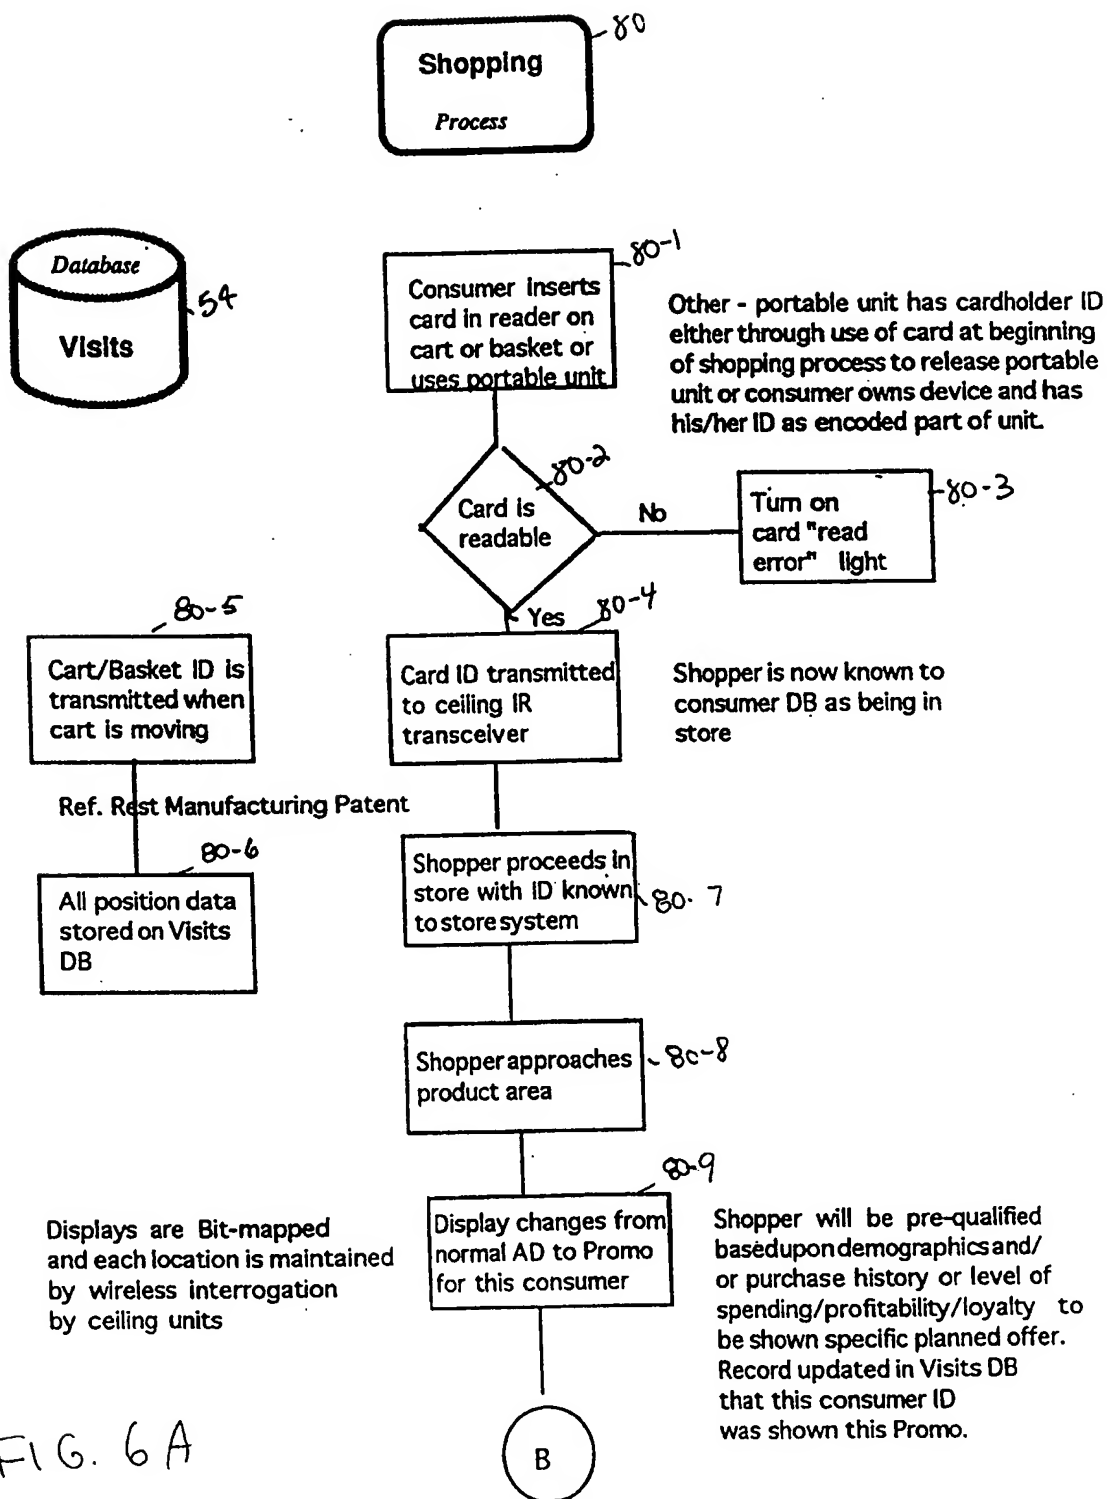 80
Shopping
Process
Database
Visits
54
80-1
Consumer inserts
card in reader on
cart or basket or
uses portable unit
Other - portable unit has cardholder ID
either through use of card at beginning
of shopping process to release portable
unit or consumer owns device and has
his/her ID as encoded part of unit.
80-2
Card is
readable
No
80-3
Turn on
card "read
error" light
Yes
80-4
80-5
Cart/Basket ID is
transmitted when
cart is moving
Card ID transmitted
to ceiling IR
transceiver
Shopper is now known to
consumer DB as being in
store
Ref. Rest Manufacturing Patent
80-6
All position data
stored on Visits
DB
Shopper proceeds in
store with ID known
to store system
80-7
Shopper approaches
product area
80-8
80-9
Displays are Bit-mapped
and each location is maintained
by wireless interrogation
by ceiling units
Display changes from
normal AD to Promo
for this consumer
Shopper will be pre-qualified
based upon demographics and/
or purchase history or level of
spending/profitability/loyalty to
be shown specific planned offer.
Record updated in Visits DB
that this consumer ID
was shown this Promo.
B
FIG. 6A